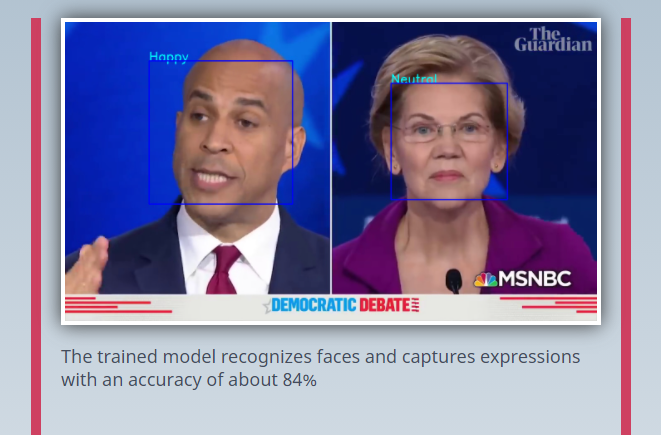 The
Guardian
Happy
Neutral
MSNBC
DEMOCRATIC DEBATE
The trained model recognizes faces and captures expressions
with an accuracy of about 84%